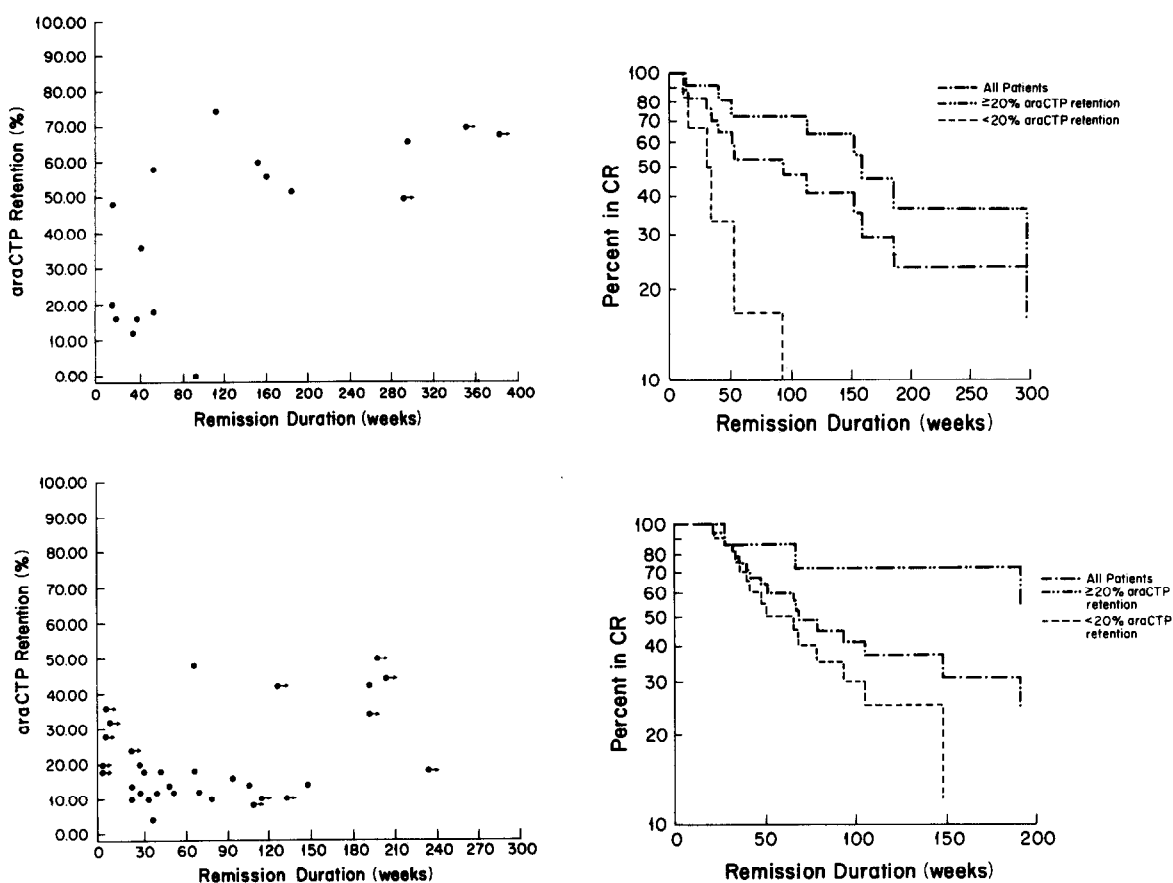 100.00
90.00
80.00
70.00
60.00
50.00
40.00
30.00
20.00
10.00
0.00
araCTP Retention (%)
0 40 80 120 160 200 240 280 320 360 400
Remission Duration (weeks)
100
80
70
60
50
40
30
20
10
Percent in CR
All Patients
≥20% araCTP retention
<20% araCTP retention
0 50 100 150 200 250 300
Remission Duration (weeks)
100.00
90.00
80.00
70.00
60.00
50.00
40.00
30.00
20.00
10.00
0.00
araCTP Retention (%)
0 30 60 90 120 150 180 210 240 270 300
Remission Duration (weeks)
100
80
70
60
50
40
30
20
10
Percent in CR
All Patients
≥20% araCTP
retention
<20% araCTP
retention
0 50 100 150 200
Remission Duration (weeks)